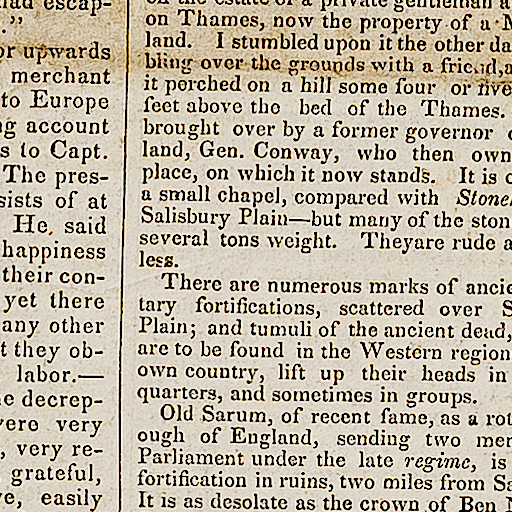 had escap-
."
or upwards
merchant
to Europe
ng account
s to Capt.
The pres-
sists of at
He, said
happiness
their con-
yet there
any other
t they ob-
labor.—
e decrep-
were very
, very re-
grateful,
ve, easily
on the estate of a private gentleman a
on Thames, now the property of a M
land. I stumbled upon it the other da
bling over the grounds with a friend, a
it perched on a hill some four or five
feet above the bed of the Thames.
brought over by a former governor
land, Gen. Conway, who then own
place, on which it now stands. It is
a small chapel, compared with Stone
Salisbury Plain—but many of the ston
several tons weight. Theyare rude a
less.
There are numerous marks of ancie
tary fortifications, scattered over S
Plain; and tumuli of the ancient dead,
are to be found in the Western region
own country, lift up their heads in
quarters, and sometimes in groups.
Old Sarum, of recent fame, as a rot
ough of England, sending two mem
Parliament under the late regime, is
fortification in ruins, two miles from Sa
It is as desolate as the crown of Ben